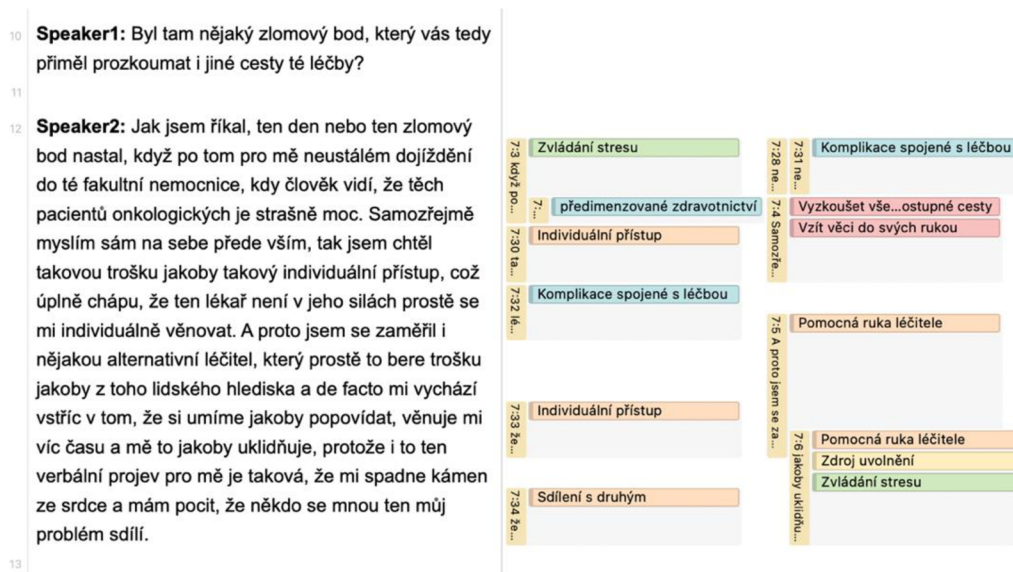 10
Speaker1: Byl tam nějaký zlomový bod, který vás tedy
přiměl prozkoumat i jiné cesty té léčby?
11
12
Speaker2: Jak jsem říkal, ten den nebo ten zlomový
bod nastal, když po tom pro mě neustálém dojíždění
do té fakultní nemocnice, kdy člověk vidí, že těch
pacientů onkologických je strašně moc. Samozřejmě
myslím sám na sebe přede vším, tak jsem chtěl
takovou trošku jakoby takový individuální přístup, což
úplně chápu, že ten lékař není v jeho silách prostě se
mi individuálně věnovat. A proto jsem se zaměřil i
nějakou alternativní léčitel, který prostě to bere trošku
jakoby z toho lidského hlediska a de facto mi vychází
vstříc v tom, že si umíme jakoby popovídat, věnuje mi
víc času a mě to jakoby uklidňuje, protože i to ten
verbální projev pro mě je taková, že mi spadne kámen
ze srdce a mám pocit, že někdo se mnou ten můj
problém sdílí.
13
7:3 když po...
Zvládání stresu
7:...
předimenzované zdravotnictví
7:30 ta...
Individuální přístup
7:32 lé...
Komplikace spojené s léčbou
7:33 že...
Individuální přístup
7:34 že...
Sdílení s druhým
7:28 ne...
7:31 ne...
Komplikace spojené s léčbou
7:4 Samozře...
Vyzkoušet vše...ostupné cesty
Vzít věci do svých rukou
7:5 A proto jsem se za...
Pomocná ruka léčitele
7:6 jakoby uklidňu...
Pomocná ruka léčitele
Zdroj uvolnění
Zvládání stresu